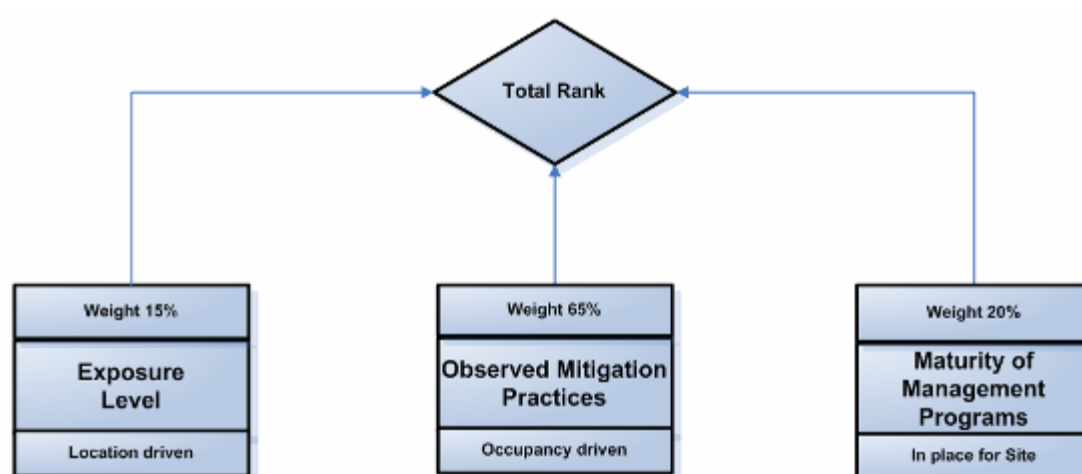 Total Rank
Weight 15%
Exposure
Level
Location driven
Weight 65%
Observed Mitigation
Practices
Occupancy driven
Weight 20%
Maturity of
Management
Programs
In place for Site